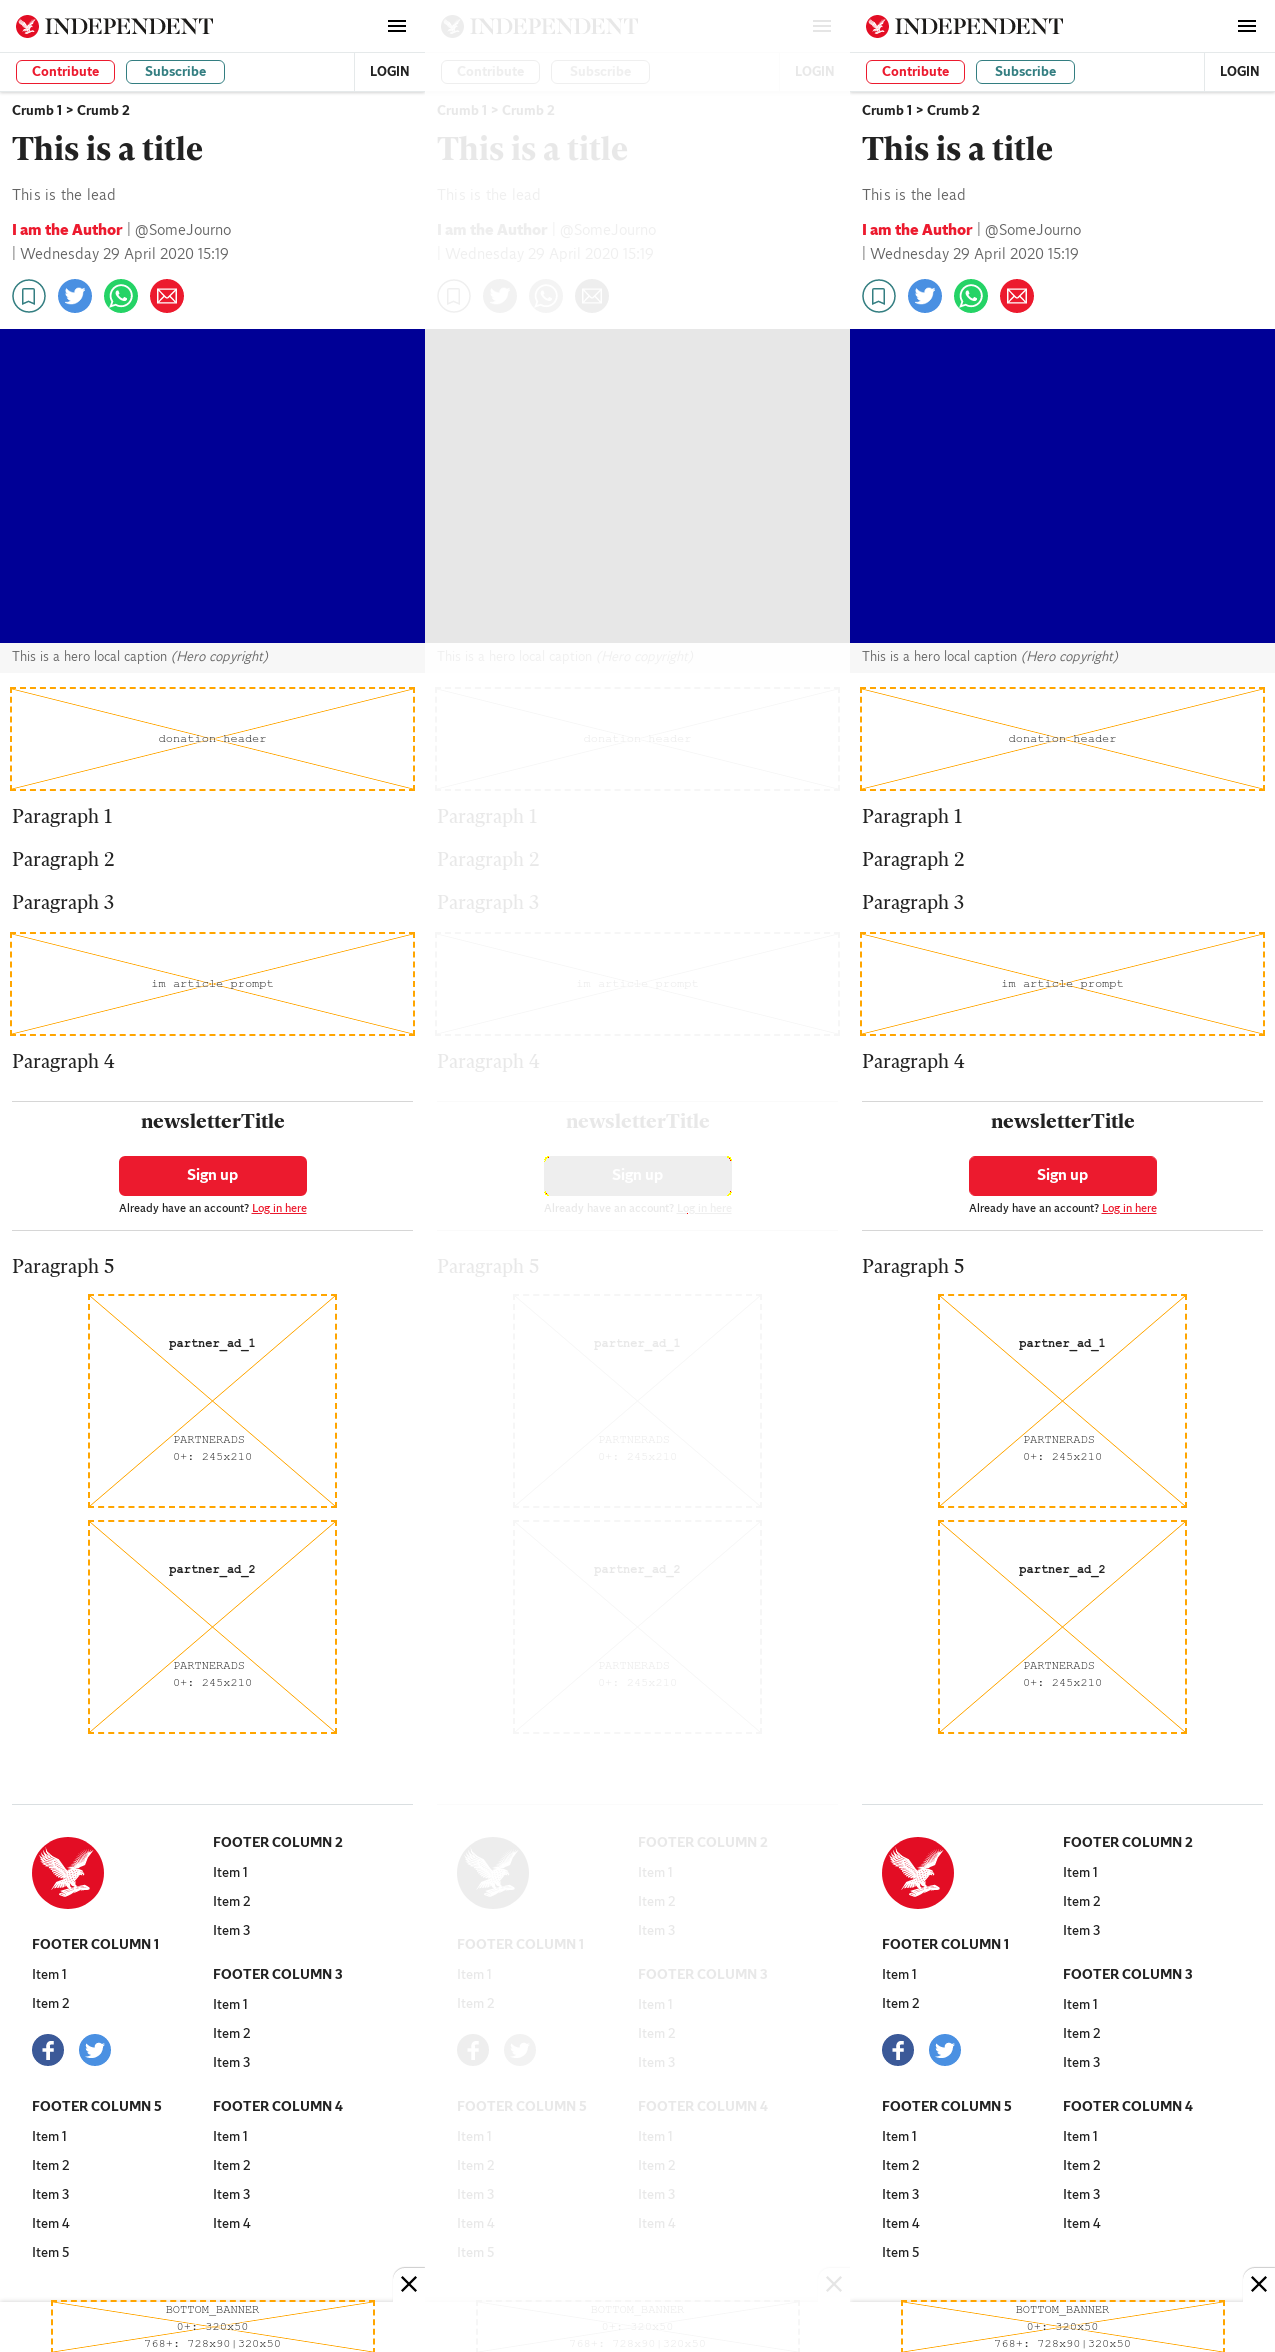 INDEPENDENT
Contribute
Subscribe
LOGIN
Crumb 1 > Crumb 2
This is a title
This is the lead
I am the Author | @SomeJourno
| Wednesday 29 April 2020 15:19
This is a hero local caption (Hero copyright)
donation header
Paragraph 1
Paragraph 2
Paragraph 3
im article prompt
Paragraph 4
newsletterTitle
Sign up
Already have an account? Log in here
Paragraph 5
partner_ad_1
PARTNERADS
0+: 245x210
partner_ad_2
PARTNERADS
0+: 245x210
FOOTER COLUMN 1
Item 1
Item 2
FOOTER COLUMN 5
Item 1
Item 2
Item 3
Item 4
Item 5
FOOTER COLUMN 2
Item 1
Item 2
Item 3
FOOTER COLUMN 3
Item 1
Item 2
Item 3
FOOTER COLUMN 4
Item 1
Item 2
Item 3
Item 4
BOTTOM_BANNER
0+: 320x50
768+: 728x90|320x50
INDEPENDENT
Contribute
Subscribe
LOGIN
Crumb 1 > Crumb 2
This is a title
This is the lead
I am the Author | @SomeJourno
| Wednesday 29 April 2020 15:19
This is a hero local caption (Hero copyright)
donation header
Paragraph 1
Paragraph 2
Paragraph 3
im article prompt
Paragraph 4
newsletterTitle
Sign up
Already have an account? Log in here
Paragraph 5
partner_ad_1
PARTNERADS
0+: 245x210
partner_ad_2
PARTNERADS
0+: 245x210
FOOTER COLUMN 1
Item 1
Item 2
FOOTER COLUMN 5
Item 1
Item 2
Item 3
Item 4
Item 5
FOOTER COLUMN 2
Item 1
Item 2
Item 3
FOOTER COLUMN 3
Item 1
Item 2
Item 3
FOOTER COLUMN 4
Item 1
Item 2
Item 3
Item 4
BOTTOM_BANNER
0+: 320x50
768+: 728x90|320x50
INDEPENDENT
Contribute
Subscribe
LOGIN
Crumb 1 > Crumb 2
This is a title
This is the lead
I am the Author | @SomeJourno
| Wednesday 29 April 2020 15:19
This is a hero local caption (Hero copyright)
donation header
Paragraph 1
Paragraph 2
Paragraph 3
im article prompt
Paragraph 4
newsletterTitle
Sign up
Already have an account? Log in here
Paragraph 5
partner_ad_1
PARTNERADS
0+: 245x210
partner_ad_2
PARTNERADS
0+: 245x210
FOOTER COLUMN 1
Item 1
Item 2
FOOTER COLUMN 5
Item 1
Item 2
Item 3
Item 4
Item 5
FOOTER COLUMN 2
Item 1
Item 2
Item 3
FOOTER COLUMN 3
Item 1
Item 2
Item 3
FOOTER COLUMN 4
Item 1
Item 2
Item 3
Item 4
BOTTOM_BANNER
0+: 320x50
768+: 728x90|320x50